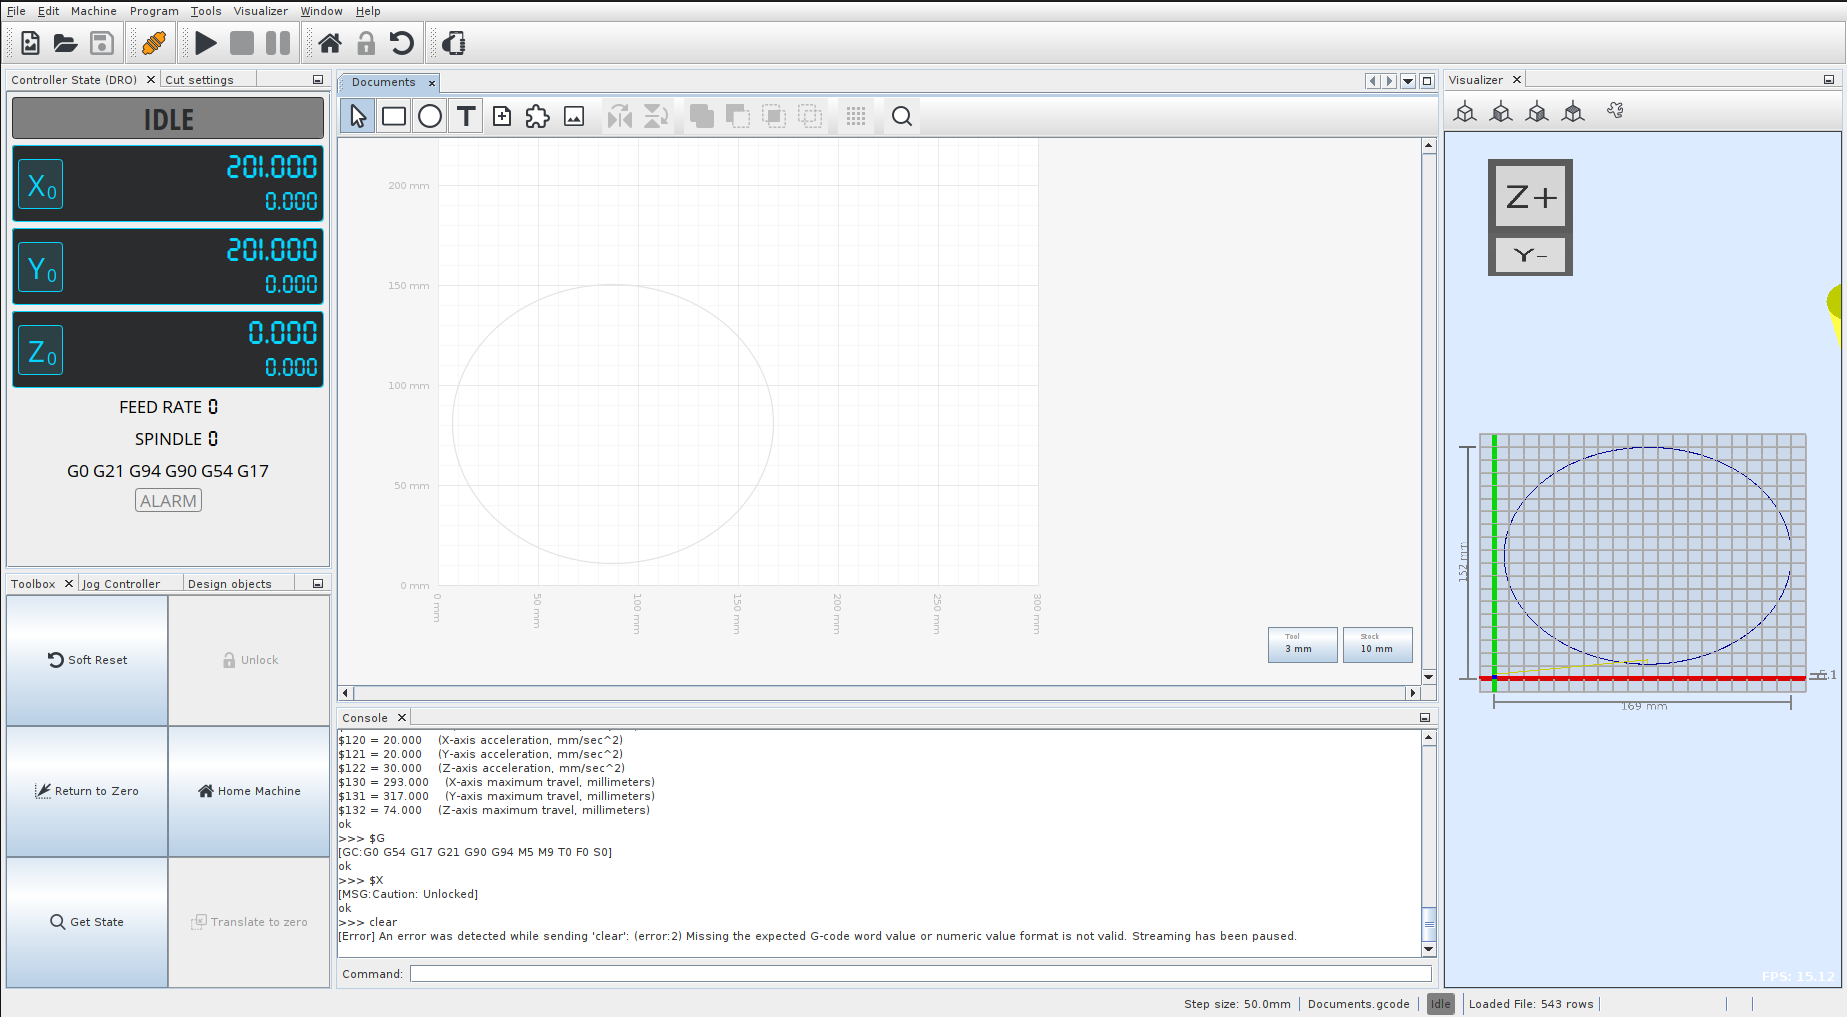 File Edit Machine Program Tools Visualizer Window Help
Controller State (DRO) Cut settings
IDLE
X0 201.000
0.000
Y0 201.000
0.000
Z0 0.000
0.000
FEED RATE 0
SPINDLE 0
G0 G21 G94 G90 G54 G17
ALARM
Toolbox Jog Controller Design objects
Soft Reset Unlock
Return to Zero Home Machine
Get State Translate to zero
Documents
T
200 mm
150 mm
100 mm
50 mm
0 mm
0 mm 50 mm 100 mm 150 mm 200 mm 250 mm 300 mm
Tool
3 mm
Stock
10 mm
Console
$120 = 20.000 (X-axis acceleration, mm/sec^2)
$121 = 20.000 (Y-axis acceleration, mm/sec^2)
$122 = 30.000 (Z-axis acceleration, mm/sec^2)
$130 = 293.000 (X-axis maximum travel, millimeters)
$131 = 317.000 (Y-axis maximum travel, millimeters)
$132 = 74.000 (Z-axis maximum travel, millimeters)
ok
>>> $G
[GC:G0 G54 G17 G21 G90 G94 M5 M9 T0 F0 S0]
ok
>>> $X
[MSG:Caution: Unlocked]
ok
>>> clear
[Error] An error was detected while sending 'clear': (error:2) Missing the expected G-code word value or numeric value format is not valid. Streaming has been paused.
Command:
Visualizer
Z+
Y-
152 mm
169 mm
FPS: 15.12
Step size: 50.0mm Documents.gcode Idle Loaded File: 543 rows